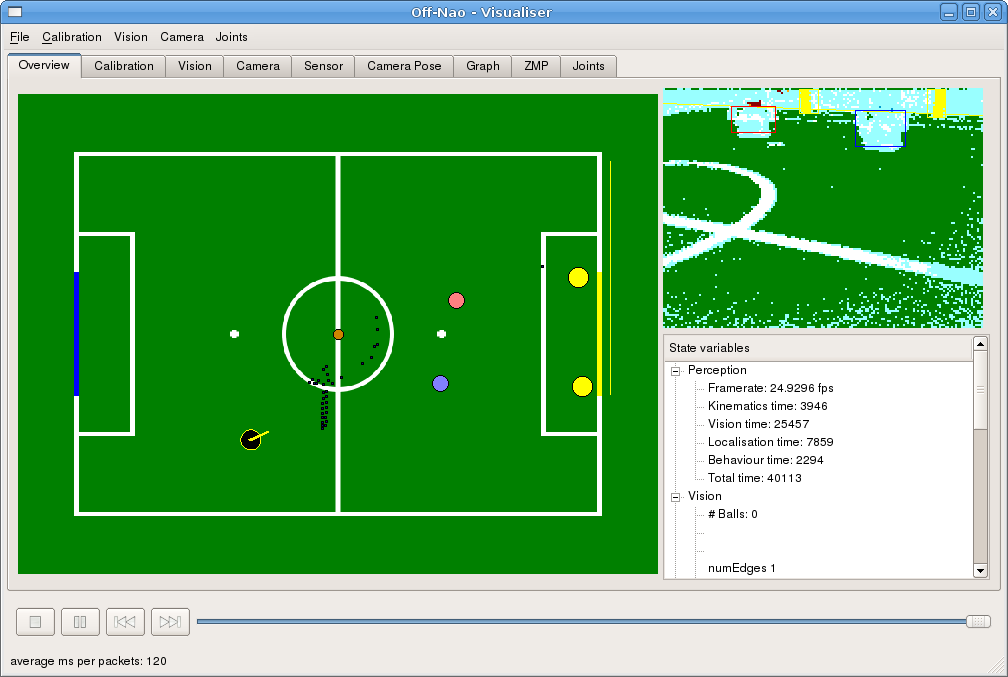 Off-Nao - Visualiser
File Calibration Vision Camera Joints
Overview Calibration Vision Camera Sensor Camera Pose Graph ZMP Joints
State variables
Perception
Framerate: 24.9296 fps
Kinematics time: 3946
Vision time: 25457
Localisation time: 7859
Behaviour time: 2294
Total time: 40113
Vision
# Balls: 0
numEdges 1
average ms per packets: 120